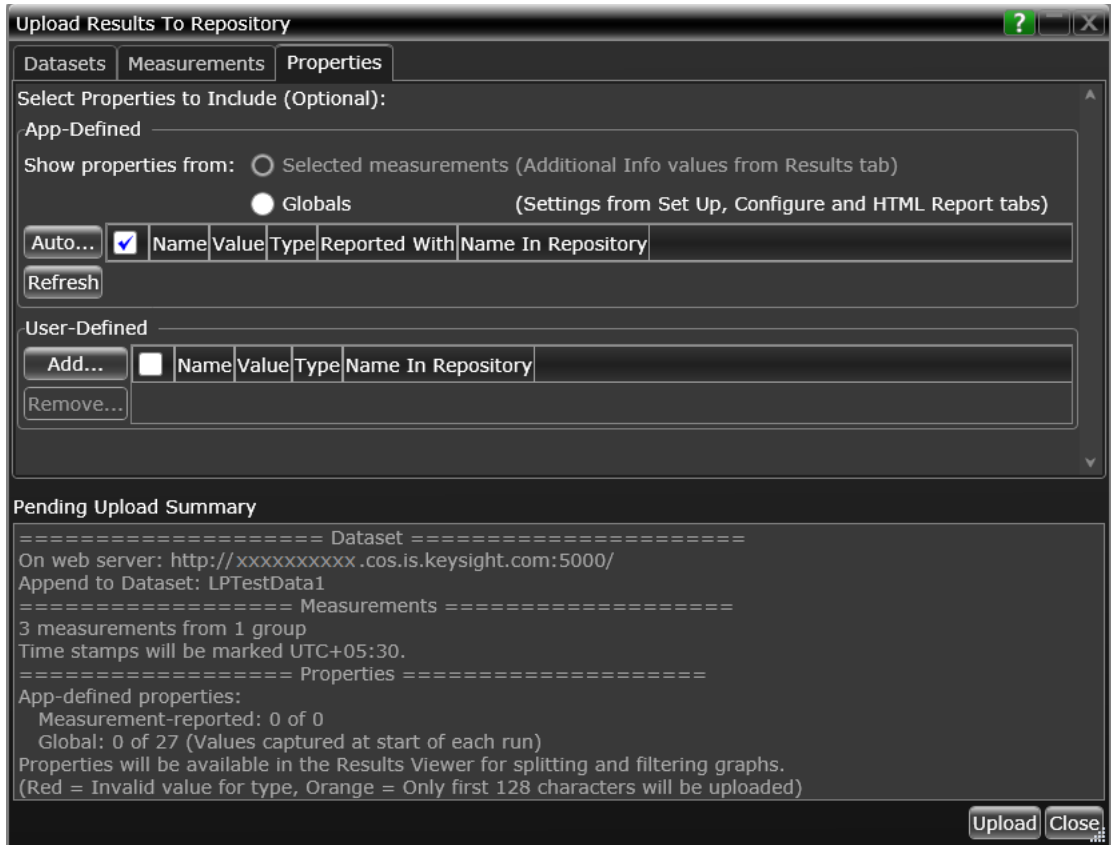 Upload Results To Repository
?
X
Datasets Measurements Properties
Select Properties to Include (Optional):
App-Defined
Show properties from: Selected measurements (Additional Info values from Results tab)
Globals (Settings from Set Up, Configure and HTML Report tabs)
Auto... Name Value Type Reported With Name In Repository
Refresh
User-Defined
Add... Name Value Type Name In Repository
Remove...
Pending Upload Summary
==================== Dataset ======================
On web server: http://xxxxxxxxxx.cos.is.keysight.com:5000/
Append to Dataset: LPTestData1
================== Measurements ===================
3 measurements from 1 group
Time stamps will be marked UTC+05:30.
================== Properties ====================
App-defined properties:
Measurement-reported: 0 of 0
Global: 0 of 27 (Values captured at start of each run)
Properties will be available in the Results Viewer for splitting and filtering graphs.
(Red = Invalid value for type, Orange = Only first 128 characters will be uploaded)
Upload Close